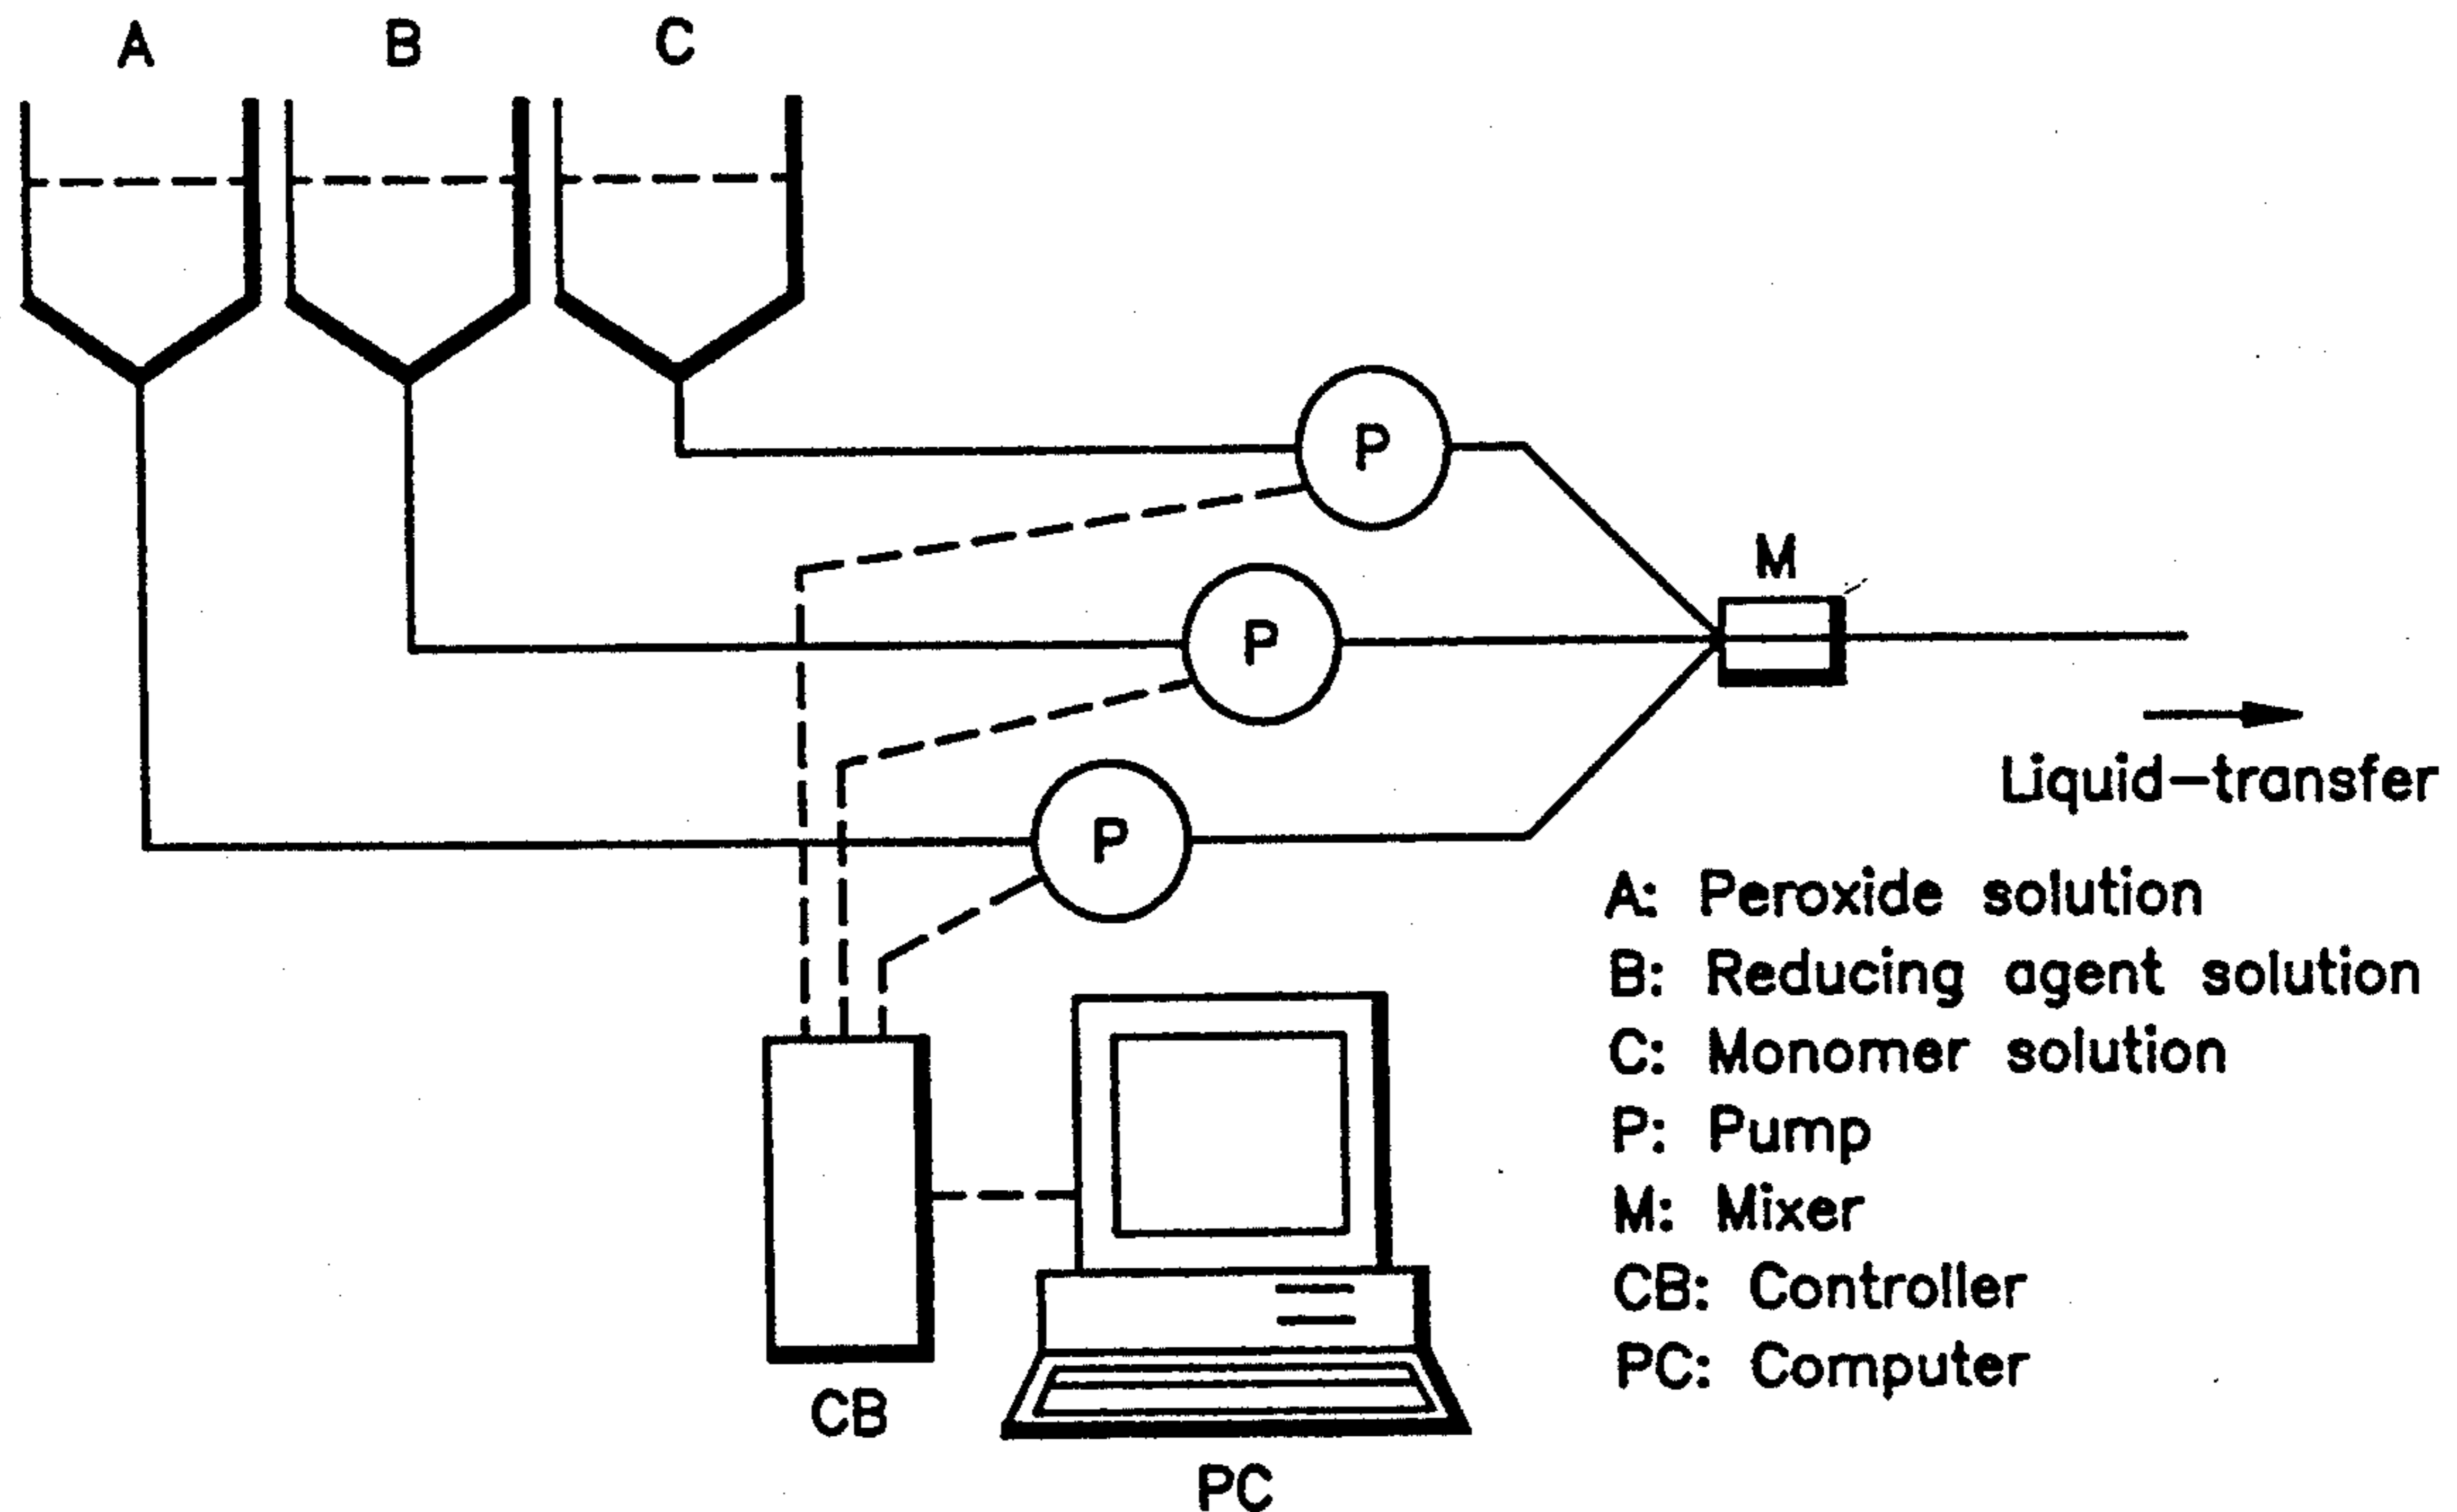 A B C
P
M
P
Liquid-transfer
P
A: Peroxide solution
B: Reducing agent solution
C: Monomer solution
P: Pump
M: Mixer
CB: Controller
PC: Computer
CB
PC